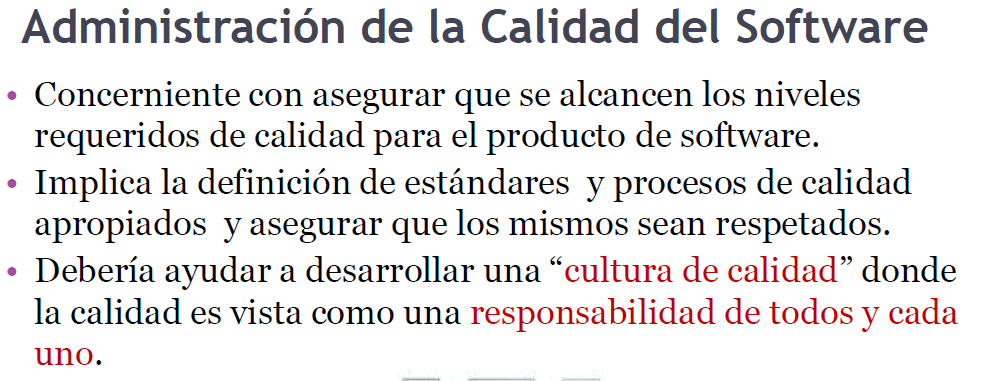 Administración de la Calidad del Software
• Concerniente con asegurar que se alcancen los niveles
requeridos de calidad para el producto de software.
• Implica la definición de estándares y procesos de calidad
apropiados y asegurar que los mismos sean respetados.
• Debería ayudar a desarrollar una “cultura de calidad” donde
la calidad es vista como una responsabilidad de todos y cada
uno.